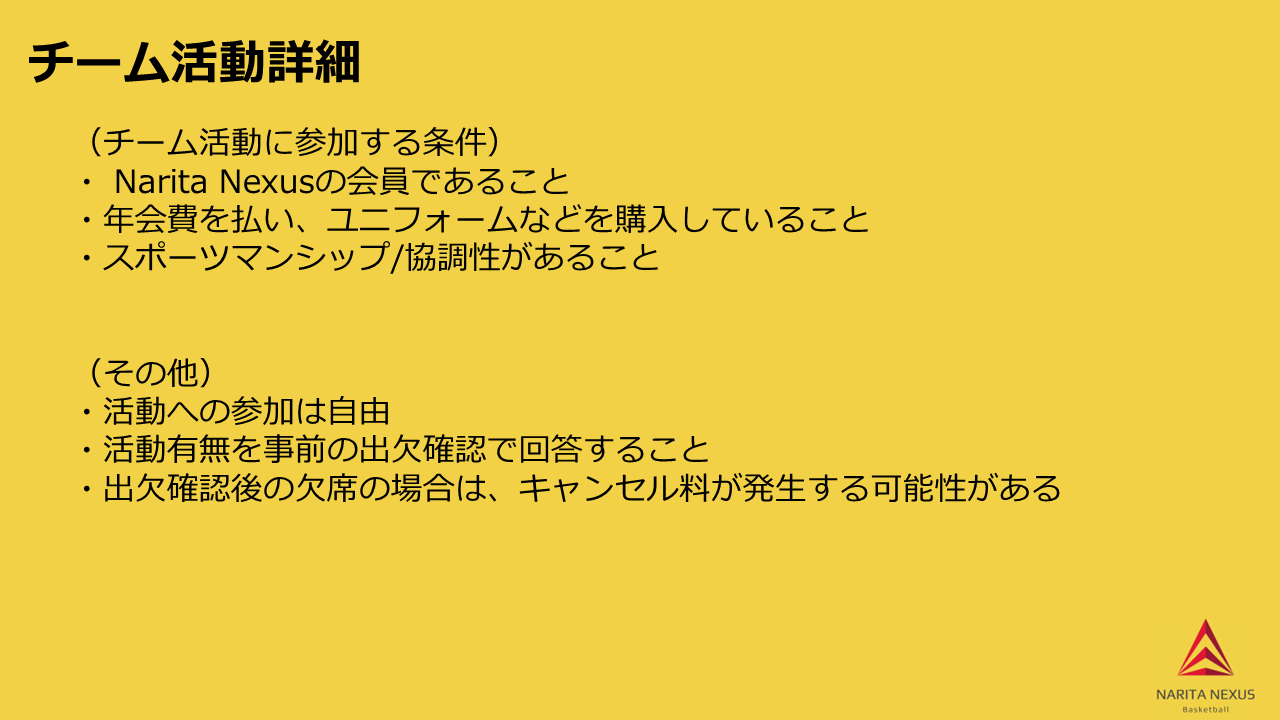 チーム活動詳細
（チーム活動に参加する条件）
・ Narita Nexusの会員であること
・年会費を払い、ユニフォームなどを購入していること
・スポーツマンシップ/協調性があること
（その他）
・活動への参加は自由
・活動有無を事前の出欠確認で回答すること
・出欠確認後の欠席の場合は、キャンセル料が発生する可能性がある
NARITA NEXUS
Basketball